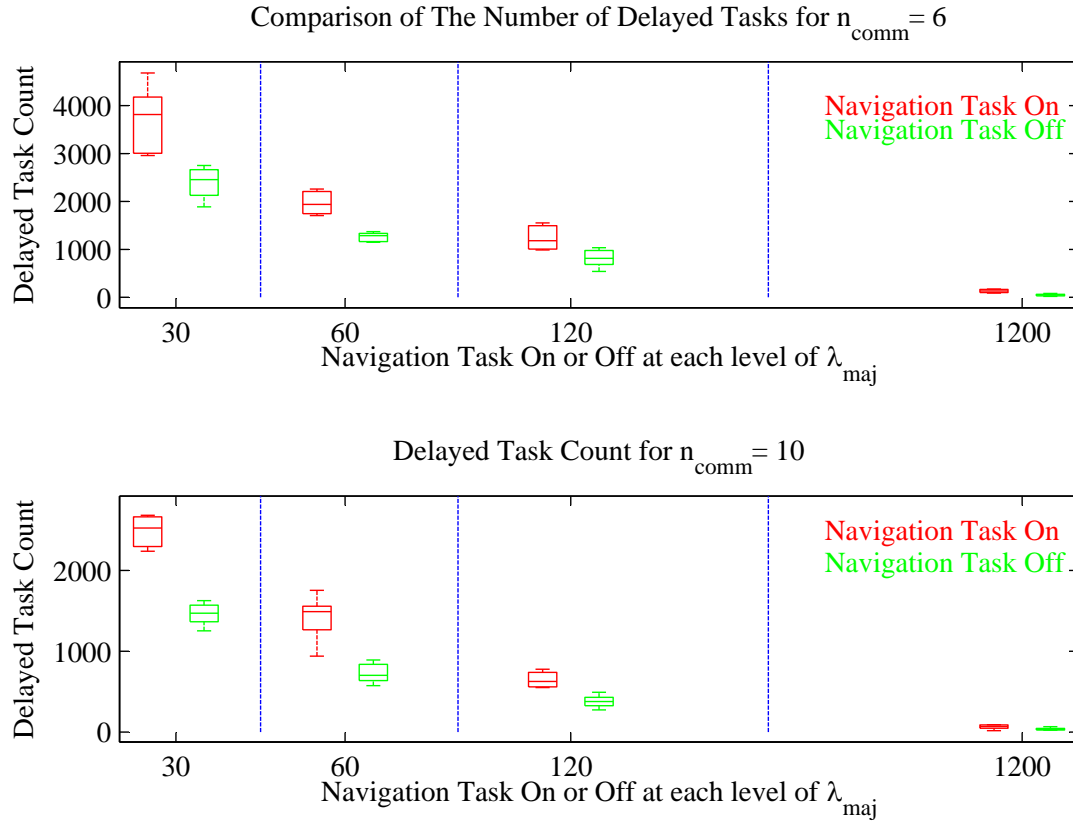 Comparison of The Number of Delayed Tasks for n_comm= 6
Delayed Task Count
4000
3000
2000
1000
0
Navigation Task On
Navigation Task Off
30 60 120 1200
Navigation Task On or Off at each level of λ_maj
Delayed Task Count for n_comm= 10
Delayed Task Count
2000
1000
0
Navigation Task On
Navigation Task Off
30 60 120 1200
Navigation Task On or Off at each level of λ_maj